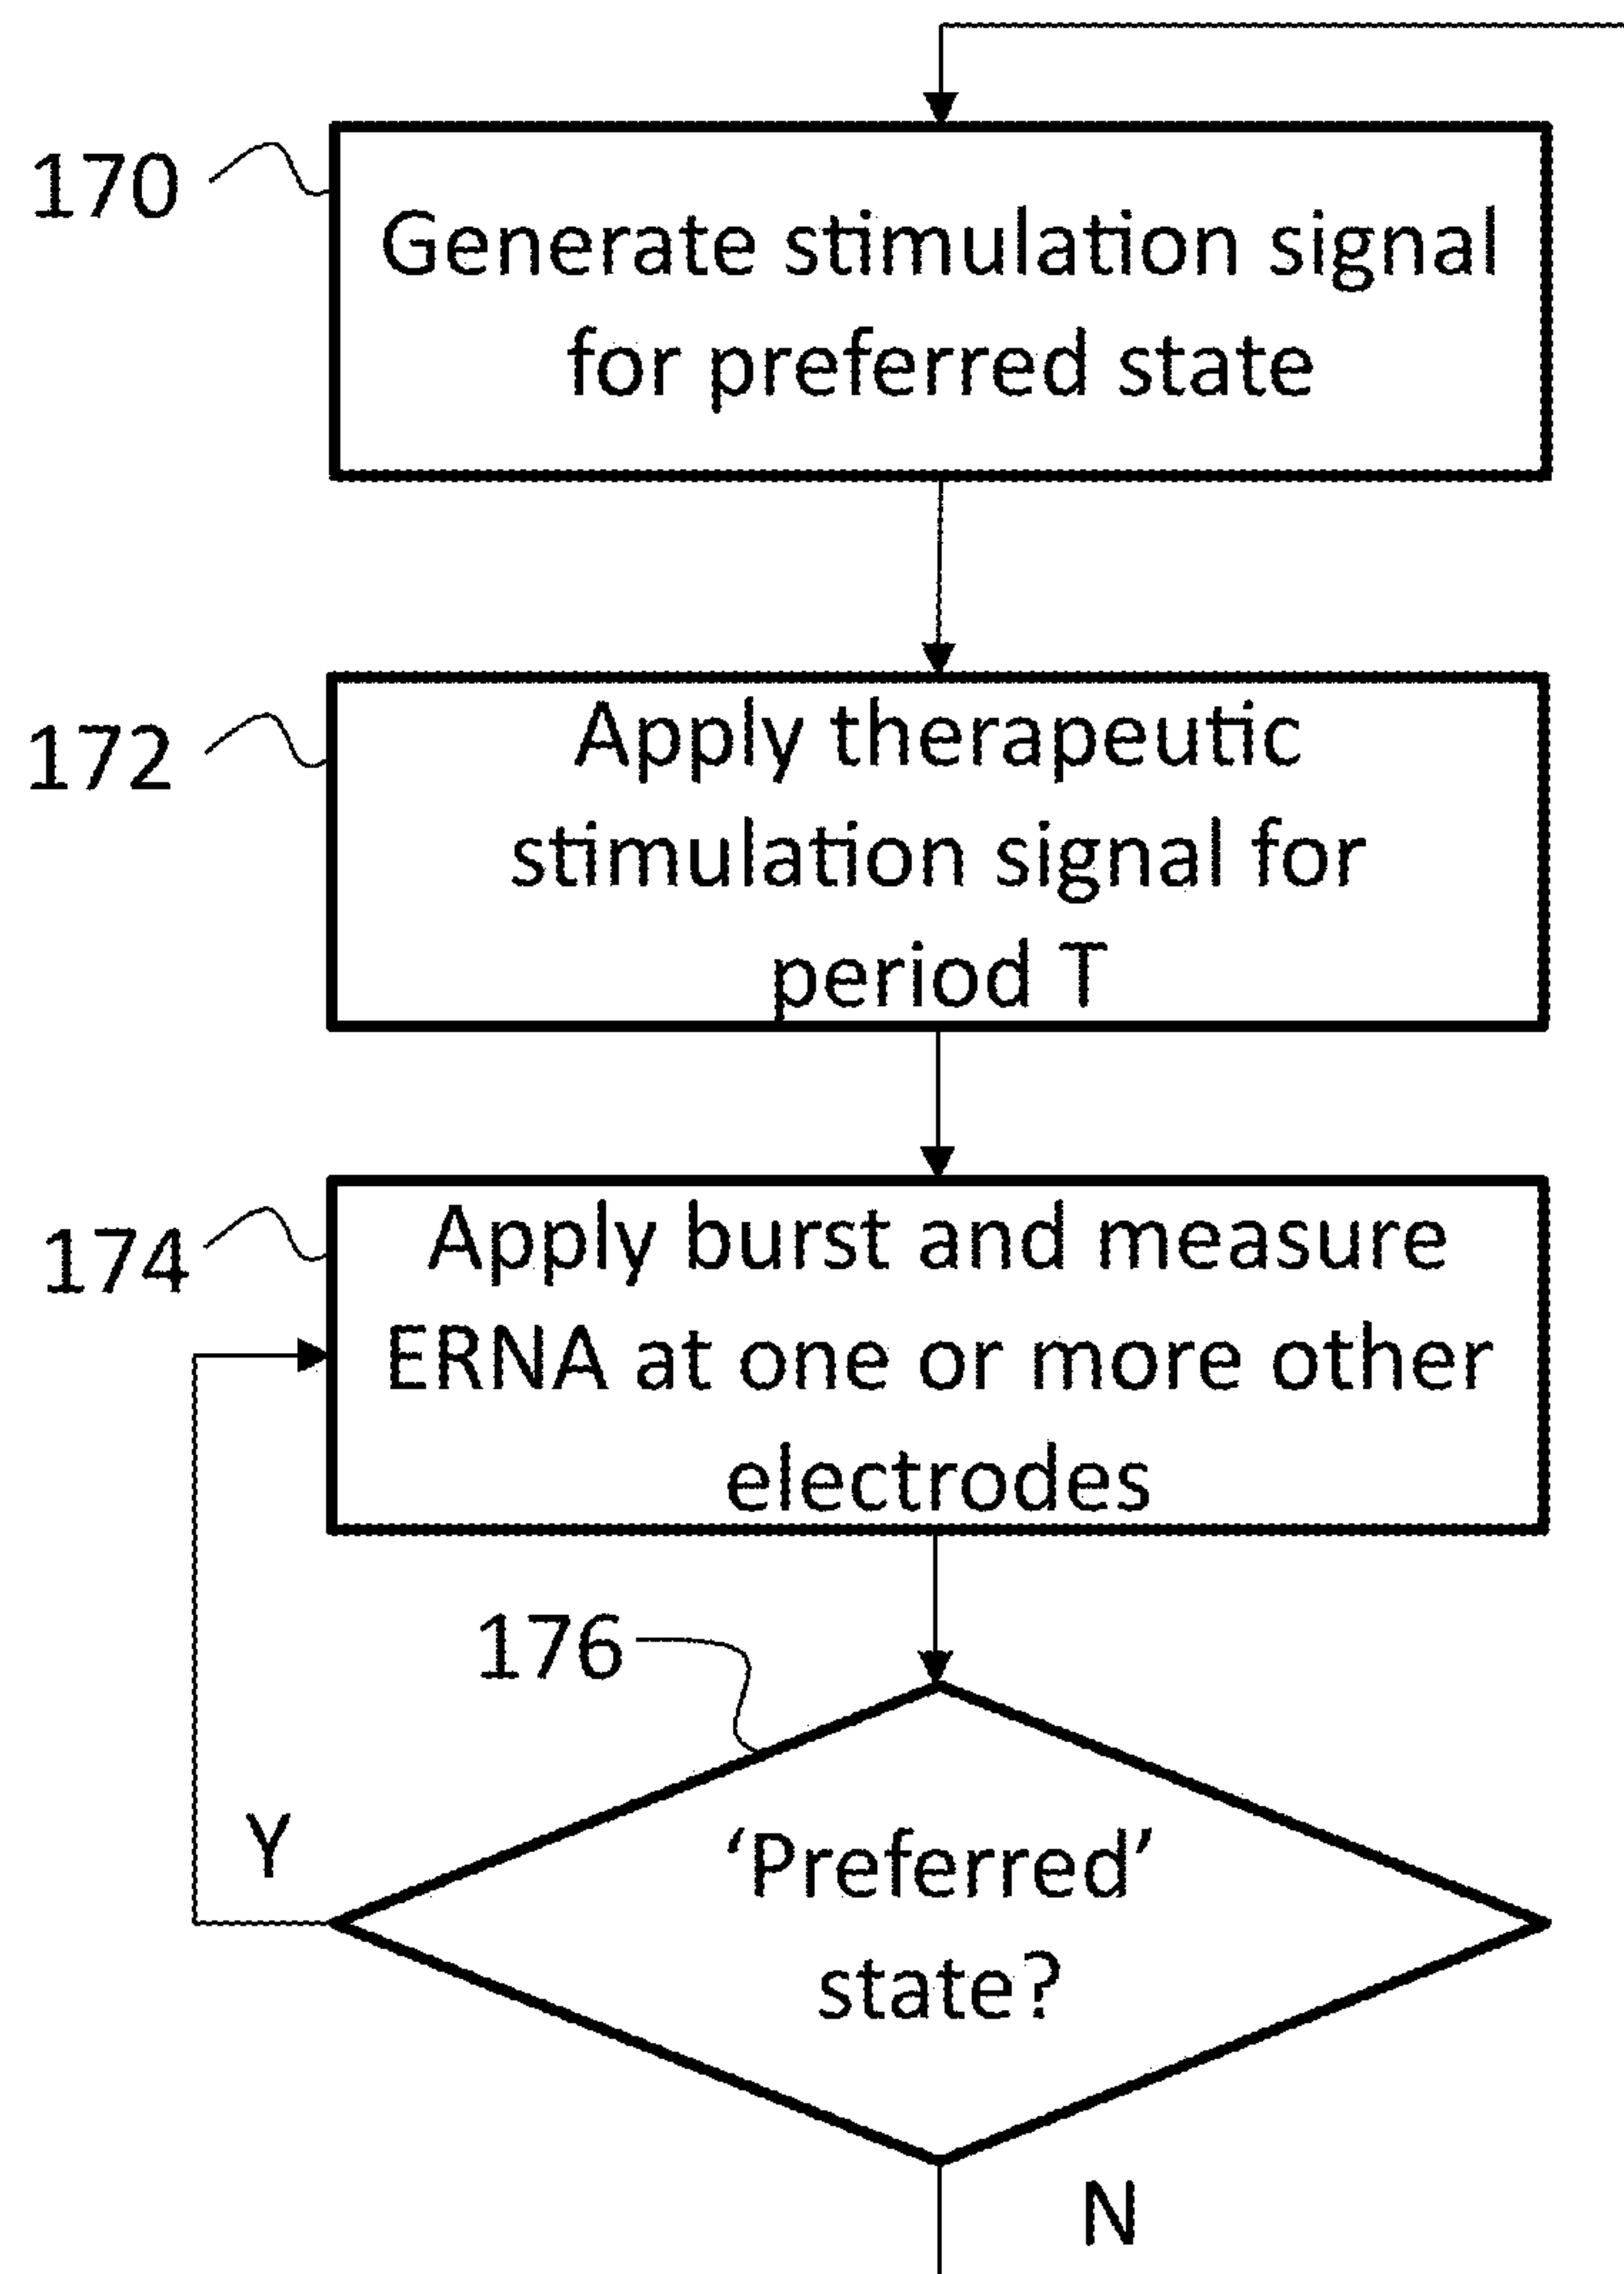 170
Generate stimulation signal
for preferred state
172
Apply therapeutic
stimulation signal for
period T
174
Apply burst and measure
ERNA at one or more other
electrodes
176
Y
‘Preferred’
state?
N